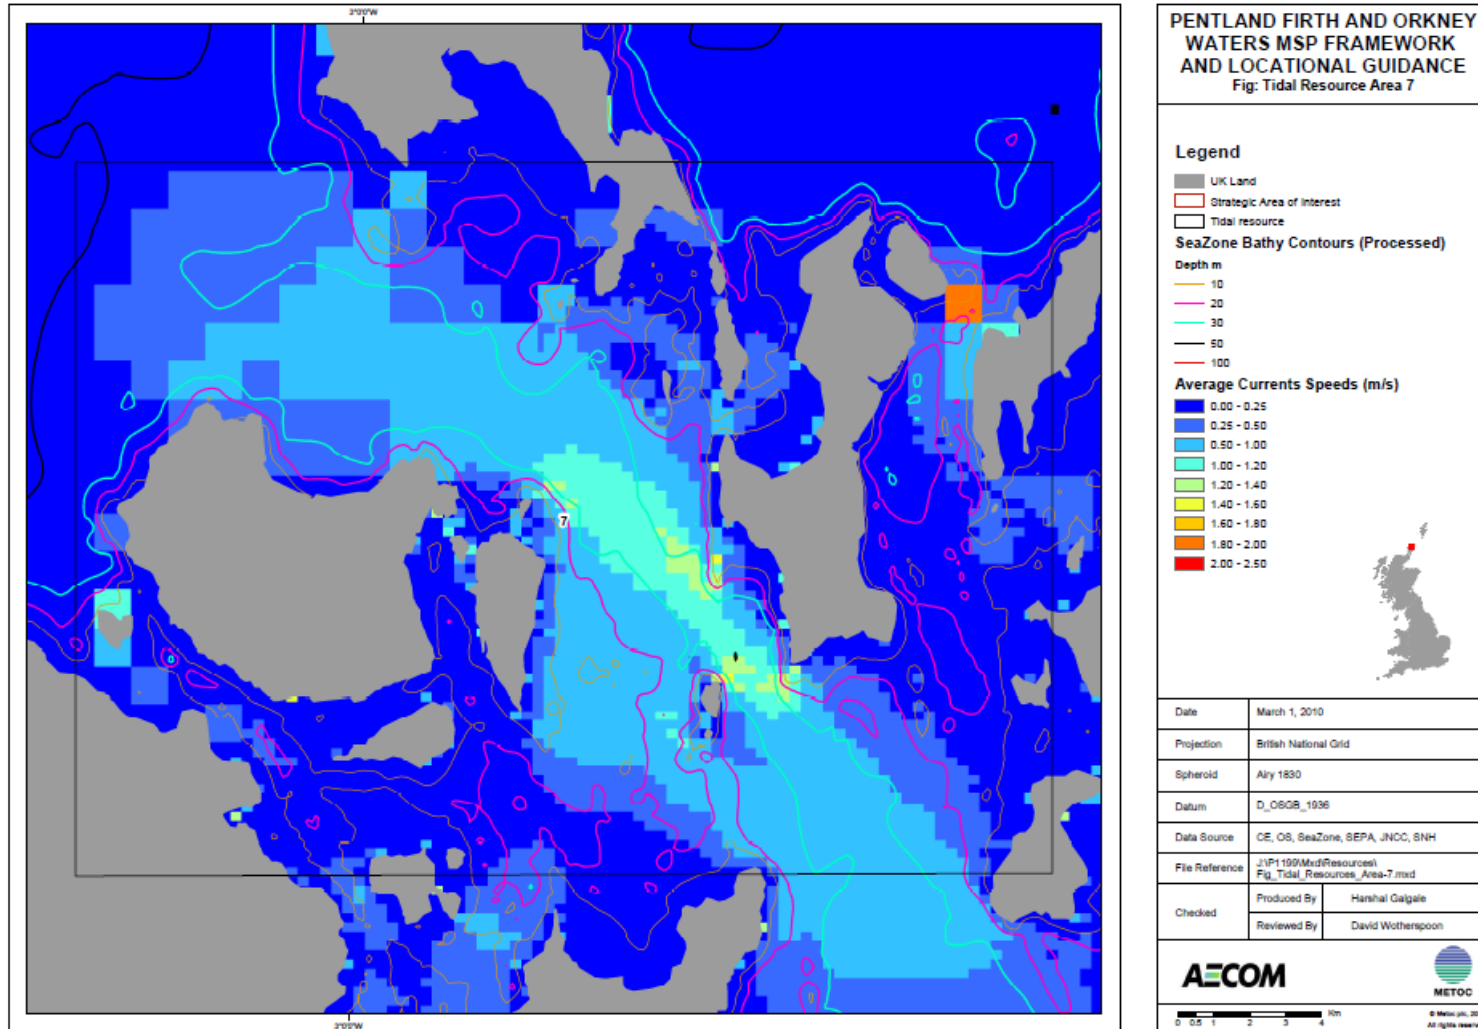 3°0'0"W
7
3°0'0"W
PENTLAND FIRTH AND ORKNEY
WATERS MSP FRAMEWORK
AND LOCATIONAL GUIDANCE
Fig: Tidal Resource Area 7
Legend
UK Land
Strategic Area of Interest
Tidal resource
SeaZone Bathy Contours (Processed)
Depth m
10
20
30
50
100
Average Currents Speeds (m/s)
0.00 - 0.25
0.25 - 0.50
0.50 - 1.00
1.00 - 1.20
1.20 - 1.40
1.40 - 1.60
1.60 - 1.80
1.80 - 2.00
2.00 - 2.50
Date March 1, 2010
Projection British National Grid
Spheroid Airy 1830
Datum D_OSGB_1936
Data Source CE, OS, SeaZone, SEPA, JNCC, SNH
File Reference J:\P1199\Mxd\Resources\
Fig_Tidal_Resources_Area-7.mxd
Checked
Produced By Harshal Galgale
Reviewed By David Wotherspoon
AECOM
METOC
0 0.5 1 2 3 4 Km
© Metoc plc, 20
All rights reserv